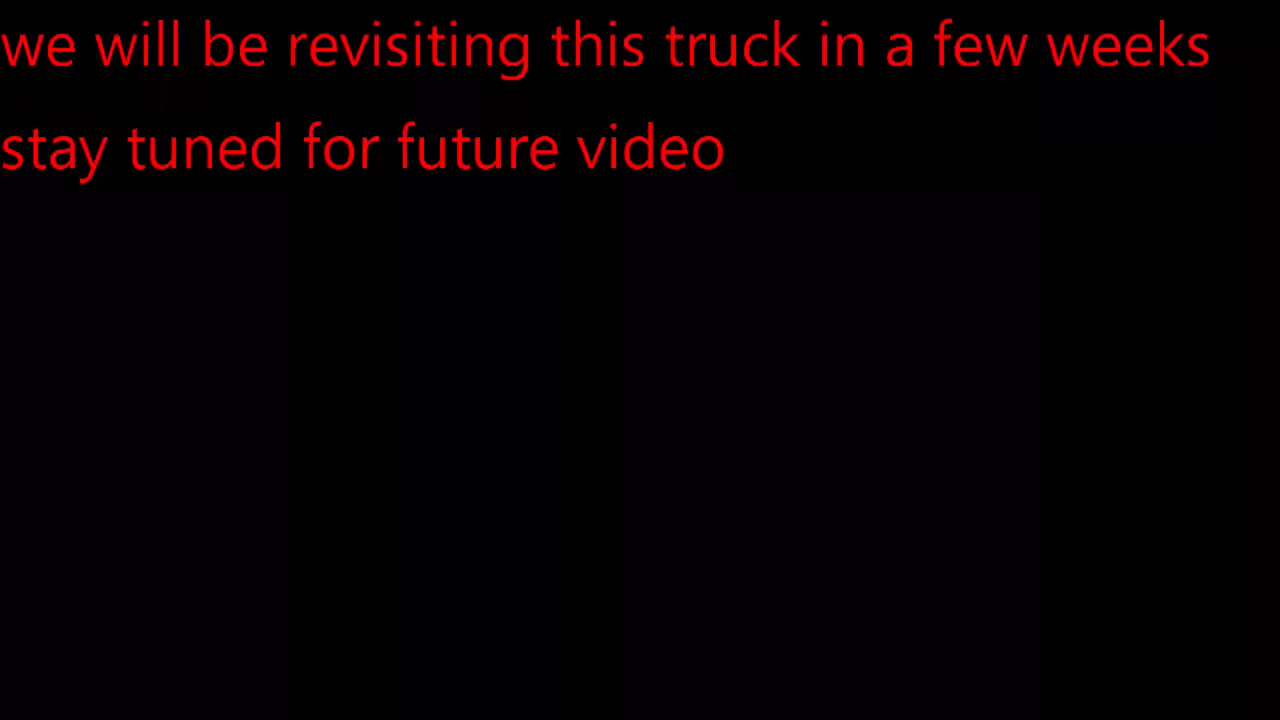 we will be revisiting this truck in a few weeks
stay tuned for future video